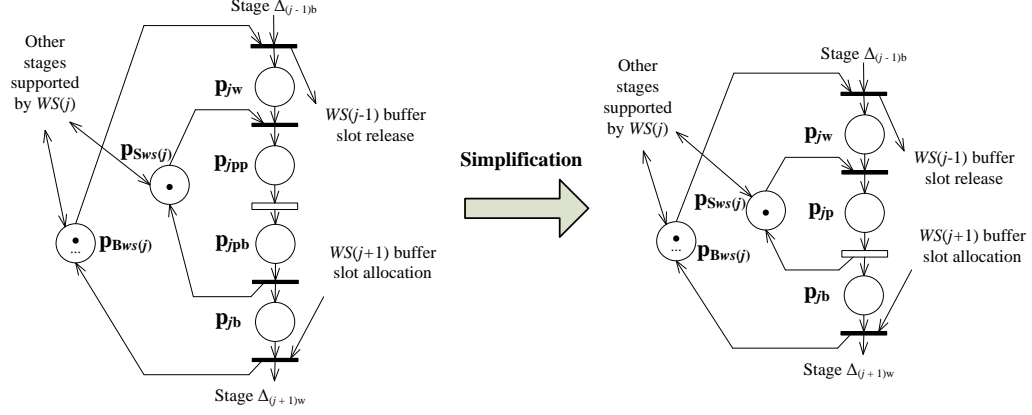 Stage Δ(j - 1)b
Other
stages
supported
by WS(j)
pjw
WS(j-1) buffer
slot release
pSws(j)
pjpp
pBws(j)
...
pjpb
WS(j+1) buffer
slot allocation
pjb
Stage Δ(j + 1)w
Simplification
Stage Δ(j - 1)b
Other
stages
supported
by WS(j)
pjw
WS(j-1) buffer
slot release
pSws(j)
pjp
pBws(j)
...
WS(j+1) buffer
slot allocation
pjb
Stage Δ(j + 1)w